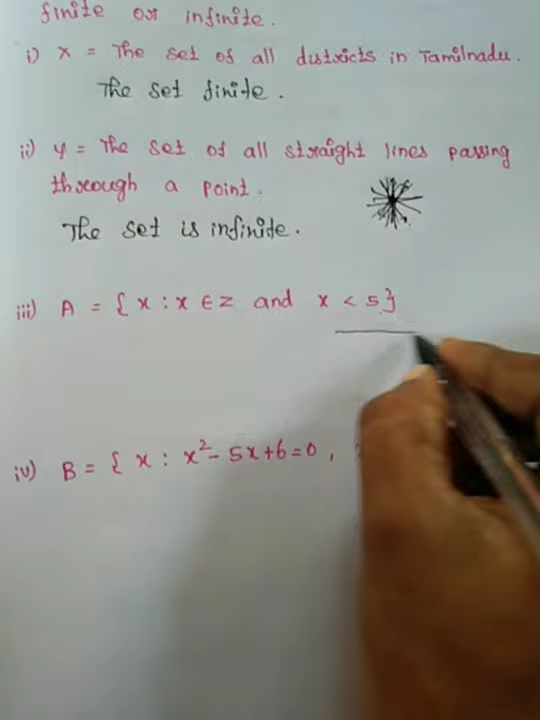 finite or infinite.
i) x = The set of all districts in Tamilnadu.
The set finite.
ii) y = The set of all straight lines passing
through a point.
The set is infinite.
iii) A = { x : x ∈ z and x < 5}
iv) B = { x : x² - 5x+6=0 ,